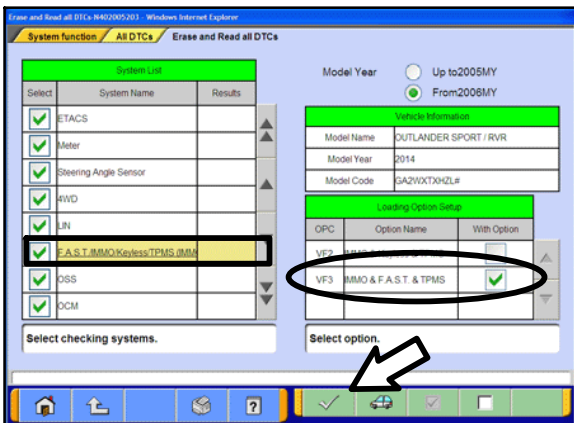 Erase and Read all DTCs-N402005203 - Windows Internet Explorer
System function
All DTCs
Erase and Read all DTCs
System List
Select
System Name
Results
ETACS
Meter
Steering Angle Sensor
4WD
LIN
F.A.S.T./IMMO/Keyless/TPMS (IMM
OSS
OCM
Select checking systems.
Model Year
Up to2005MY
From2006MY
Vehicle Information
Model Name
OUTLANDER SPORT / RVR
Model Year
2014
Model Code
GA2WXTXHZL#
Loading Option Setup
OPC
Option Name
With Option
VF2
VF3
IMMO & F.A.S.T. & TPMS
Select option.
?